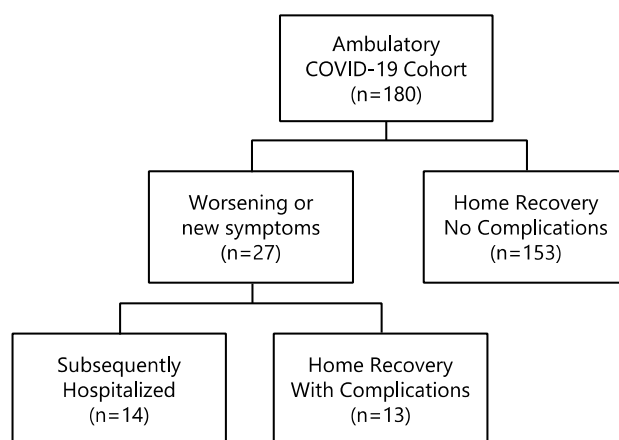 Ambulatory
COVID-19 Cohort
(n=180)
Worsening or
new symptoms
(n=27)
Home Recovery
No Complications
(n=153)
Subsequently
Hospitalized
(n=14)
Home Recovery
With Complications
(n=13)